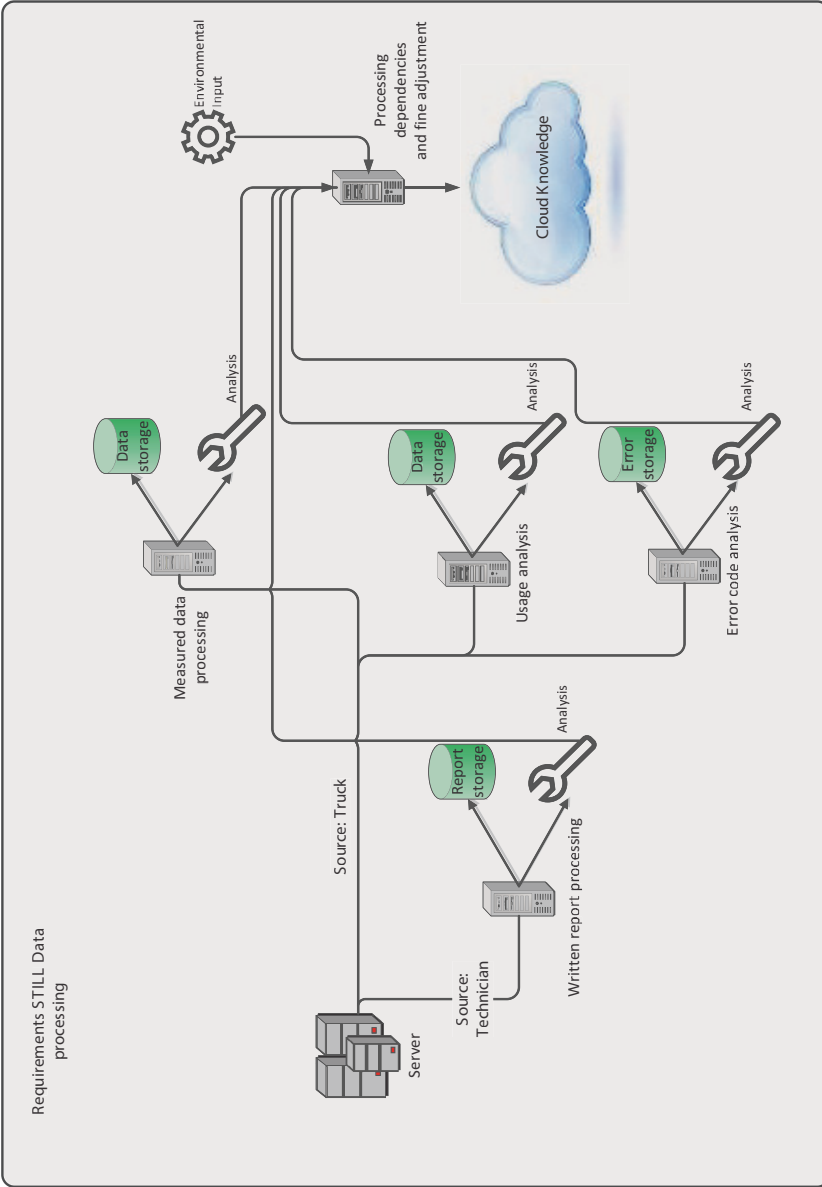 Requirements STILL Data
processing
Server
Source: Truck
Source:
Technician
Written report processing
Report
storage
Analysis
Measured data
processing
Data
storage
Analysis
Usage analysis
Data
storage
Analysis
Error code analysis
Error
storage
Analysis
Environmental
Input
Processing
dependencies
and fine adjustment
Cloud Knowledge